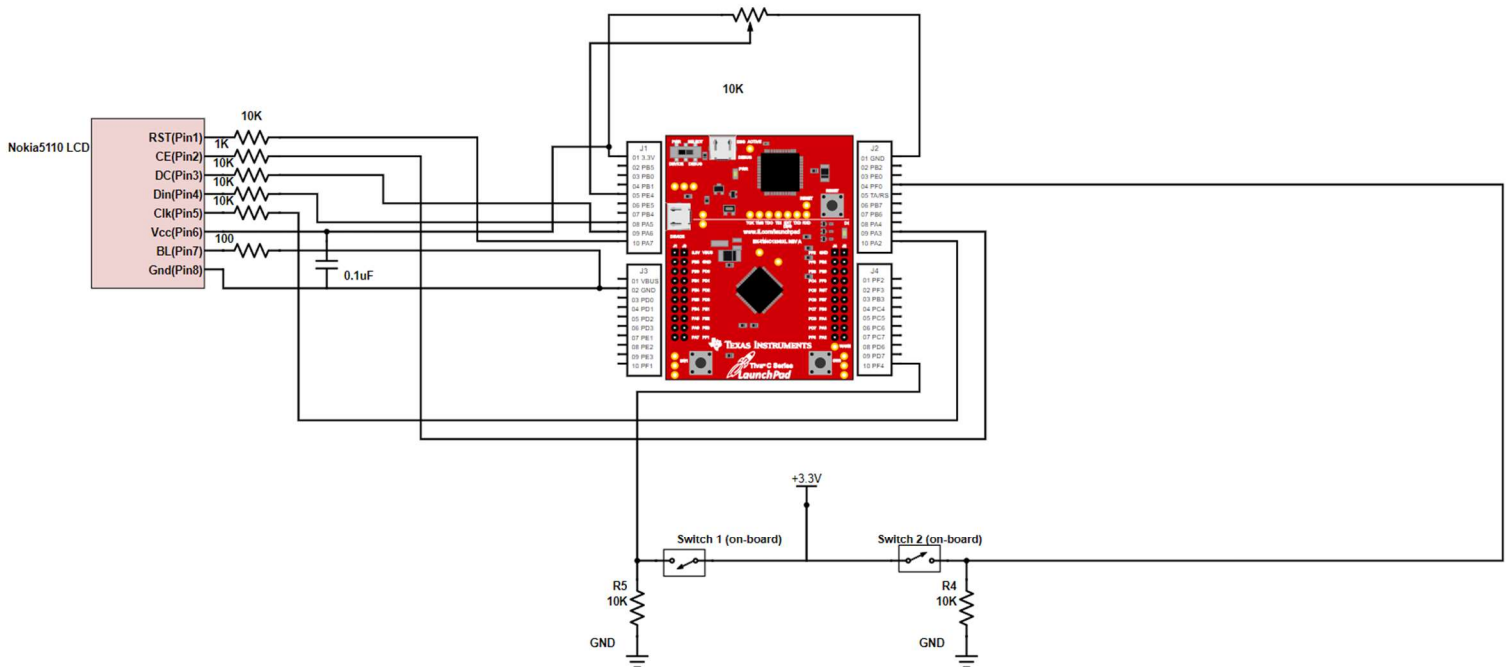 10K
Nokia5110 LCD
RST(Pin1)
10K
CE(Pin2)
1K
DC(Pin3)
10K
Din(Pin4)
10K
Clk(Pin5)
10K
Vcc(Pin6)
BL(Pin7)
100
Gnd(Pin8)
0.1uF
J1
01 3.3V
02 PB5
03 PB0
04 PB1
05 PE4
06 PE5
07 PB4
08 PA5
09 PA6
10 PA7
J3
01 VBUS
02 GND
03 PD0
04 PD1
05 PD2
06 PD3
07 PE1
08 PE2
09 PE3
10 PF1
www.ti.com/launchpad
TEXAS INSTRUMENTS
Tiva C Series
LaunchPad
J2
01 GND
02 PB2
03 PE0
04 PF0
05 TA/RS
06 PB7
07 PB6
08 PA4
09 PA3
10 PA2
J4
01 PF2
02 PF3
03 PB3
04 PC4
05 PC5
06 PC6
07 PC7
08 PD6
09 PD7
10 PF4
+3.3V
Switch 1 (on-board)
Switch 2 (on-board)
R5
10K
GND
R4
10K
GND